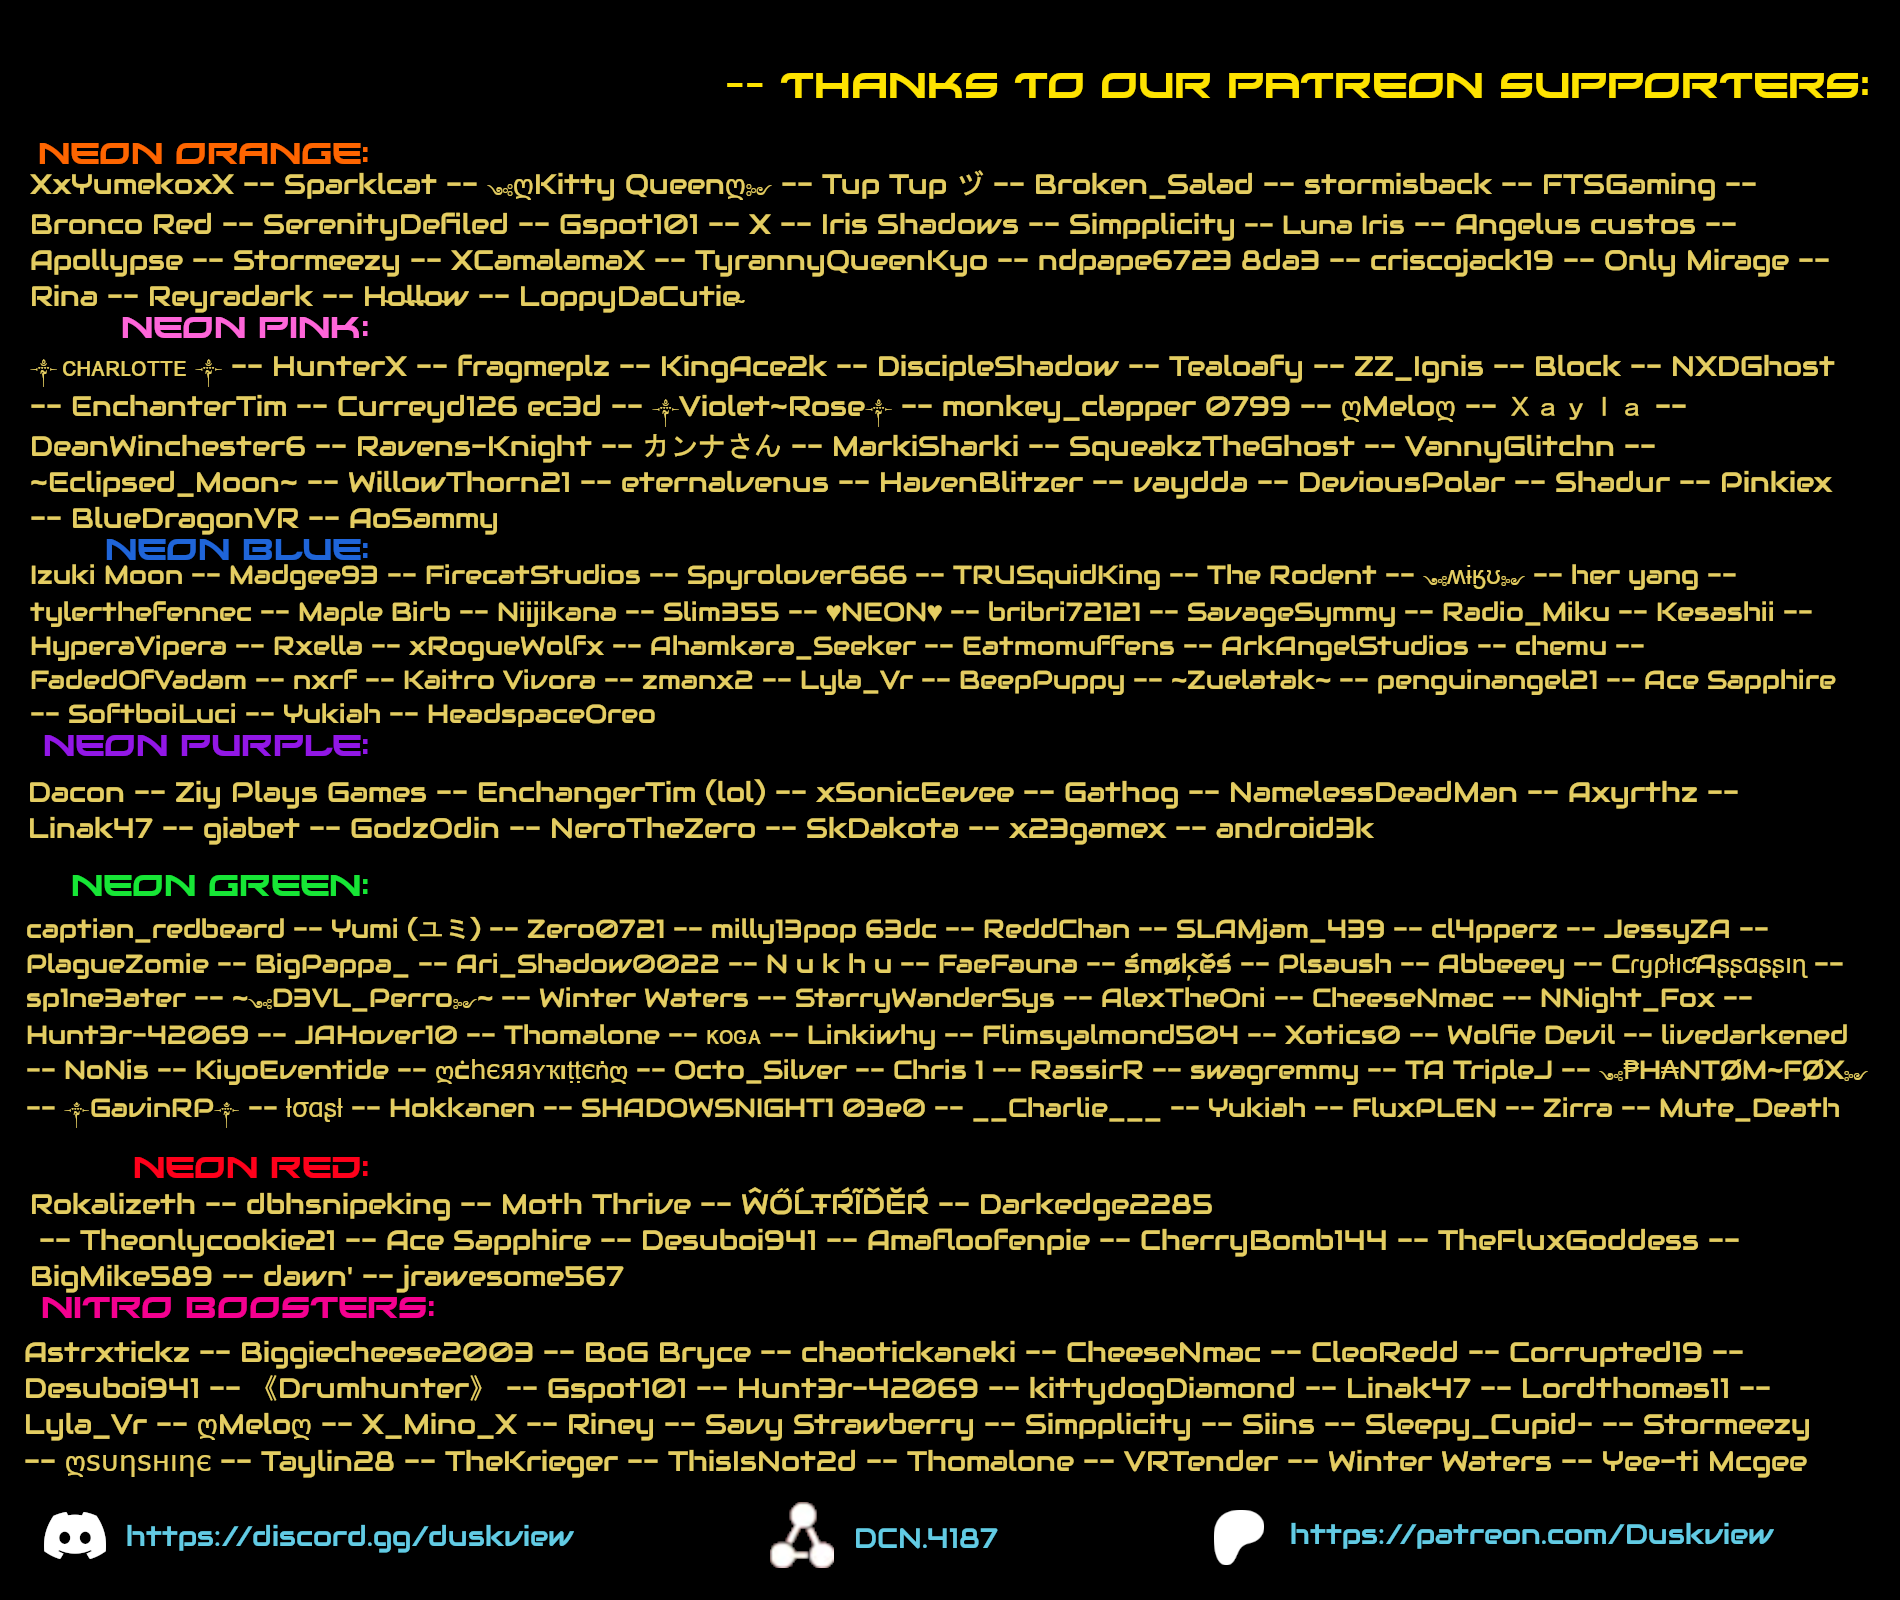 -- THANKS TO OUR PATREON SUPPORTERS:
NEON ORANGE:
XxYumekoxX -- Sparklcat -- ༺ღKitty Queenღ༻ -- Tup Tup ヅ -- Broken_Salad -- stormisback -- FTSGaming --
Bronco Red -- SerenityDefiled -- Gspot101 -- X -- Iris Shadows -- Simpplicity -- Luna Iris -- Angelus custos --
Apollypse -- Stormeezy -- XCamalamaX -- TyrannyQueenKyo -- ndpape6723 8da3 -- criscojack19 -- Only Mirage --
Rina -- Reyradark -- H̴o̴l̴l̴o̴w̴ -- LoppyDaCutie̴
NEON PINK:
⸸ ᴄʜᴀʀʟᴏᴛᴛᴇ ⸸ -- HunterX -- fragmeplz -- KingAce2k -- DiscipleShadow -- Tealoafy -- ZZ_Ignis -- Block -- NXDGhost
-- EnchanterTim -- Curreyd126 ec3d -- ⸸Violet~Rose⸸ -- monkey_clapper 0799 -- ღMeloღ -- Ｘａｙｌａ --
DeanWinchester6 -- Ravens-Knight -- カンナさん -- MarkiSharki -- SqueakzTheGhost -- VannyGlitchn --
~Eclipsed_Moon~ -- WillowThorn21 -- eternalvenus -- HavenBlitzer -- vaydda -- DeviousPolar -- Shadur -- Pinkiex
-- BlueDragonVR -- AoSammy
NEON BLUE:
Izuki Moon -- Madgee93 -- FirecatStudios -- Spyrolover666 -- TRUSquidKing -- The Rodent -- ༺ʍɨӄʊ༻ -- her yang --
tylerthefennec -- Maple Birb -- Niijikana -- Slim355 -- ♥NEON♥ -- bribri72121 -- SavageSymmy -- Radio_Miku -- Kesashii --
HyperaVipera -- Rxella -- xRogueWolfx -- Ahamkara_Seeker -- Eatmomuffens -- ArkAngelStudios -- chemu --
FadedOfVadam -- nxrf -- Kaitro Vivora -- zmanx2 -- Lyla_Vr -- BeepPuppy -- ~Zuelatak~ -- penguinangel21 -- Ace Sapphire
-- SoftboiLuci -- Yukiah -- HeadspaceOreo
NEON PURPLE:
Dacon -- Ziy Plays Games -- EnchangerTim (lol) -- xSonicEevee -- Gathog -- NamelessDeadMan -- Axyrthz --
Linak47 -- giabet -- GodzOdin -- NeroTheZero -- SkDakota -- x23gamex -- android3k
NEON GREEN:
captian_redbeard -- Yumi (ユミ) -- Zero0721 -- milly13pop 63dc -- ReddChan -- SLAMjam_439 -- cl4pperz -- JessyZA --
PlagueZomie -- BigPappa_ -- Ari_Shadow0022 -- N u k h u -- FaeFauna -- śmøķěś -- Plsaush -- Abbeeey -- CɾყρƚιƈAʂʂαʂʂιɳ --
sp1ne3ater -- ~༺D3VL_Perro༻~ -- Winter Waters -- StarryWanderSys -- AlexTheOni -- CheeseNmac -- NNight_Fox --
Hunt3r-42069 -- JAHover10 -- Thomalone -- ᴋᴏɢᴀ -- Linkiwhy -- Flimsyalmond504 -- Xotics0 -- Wolfie Devil -- livedarkened
-- NoNis -- KiyoEventide -- ღċhєяяʏҡıṭṭєṅღ -- Octo_Silver -- Chris 1 -- RassirR -- swagremmy -- TA TripleJ -- ༺₱H₳NTØM~FØX༻
-- ⸸GavinRP⸸ -- ƚσαʂƚ -- Hokkanen -- SHADOWSNIGHT1 03e0 -- __Charlie___ -- Yukiah -- FluxPLEN -- Zirra -- Mute_Death
NEON RED:
Rokalizeth -- dbhsnipeking -- Moth Thrive -- ŴŐĹŦŔĨĎĔŔ -- Darkedge2285
-- Theonlycookie21 -- Ace Sapphire -- Desuboi941 -- Amafloofenpie -- CherryBomb144 -- TheFluxGoddess --
BigMike589 -- dawn' -- jrawesome567
NITRO BOOSTERS:
Astrxtickz -- Biggiecheese2003 -- BoG Bryce -- chaotickaneki -- CheeseNmac -- CleoRedd -- Corrupted19 --
Desuboi941 -- 《Drumhunter》 -- Gspot101 -- Hunt3r-42069 -- kittydogDiamond -- Linak47 -- Lordthomas11 --
Lyla_Vr -- ღMeloღ -- X_Mino_X -- Riney -- Savy Strawberry -- Simpplicity -- Siins -- Sleepy_Cupid- -- Stormeezy
-- ღѕυηѕнιηє -- Taylin28 -- TheKrieger -- ThisIsNot2d -- Thomalone -- VRTender -- Winter Waters -- Yee-ti Mcgee
https://discord.gg/duskview
DCN.4187
https://patreon.com/Duskview